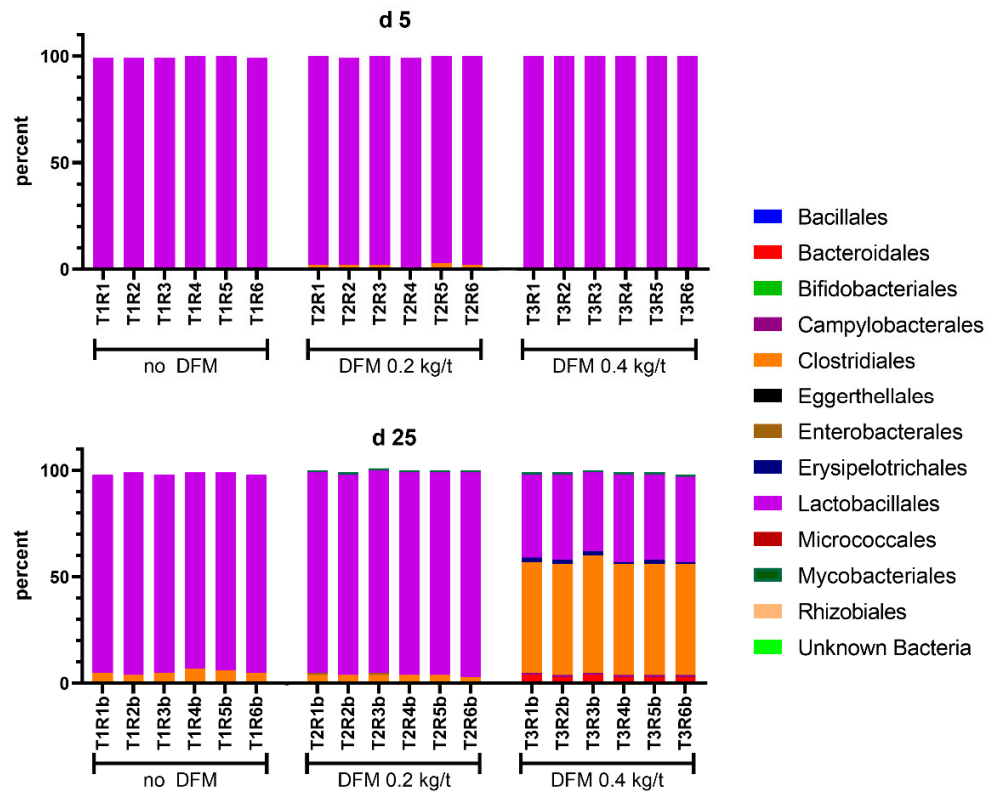 d 5
percent
100
50
0
T1R1
T1R2
T1R3
T1R4
T1R5
T1R6
T2R1
T2R2
T2R3
T2R4
T2R5
T2R6
T3R1
T3R2
T3R3
T3R4
T3R5
T3R6
no DFM
DFM 0.2 kg/t
DFM 0.4 kg/t
d 25
percent
100
50
0
T1R1b
T1R2b
T1R3b
T1R4b
T1R5b
T1R6b
T2R1b
T2R2b
T2R3b
T2R4b
T2R5b
T2R6b
T3R1b
T3R2b
T3R3b
T3R4b
T3R5b
T3R6b
no DFM
DFM 0.2 kg/t
DFM 0.4 kg/t
Bacillales
Bacteroidales
Bifidobacteriales
Campylobacterales
Clostridiales
Eggerthellales
Enterobacterales
Erysipelotrichales
Lactobacillales
Micrococcales
Mycobacteriales
Rhizobiales
Unknown Bacteria